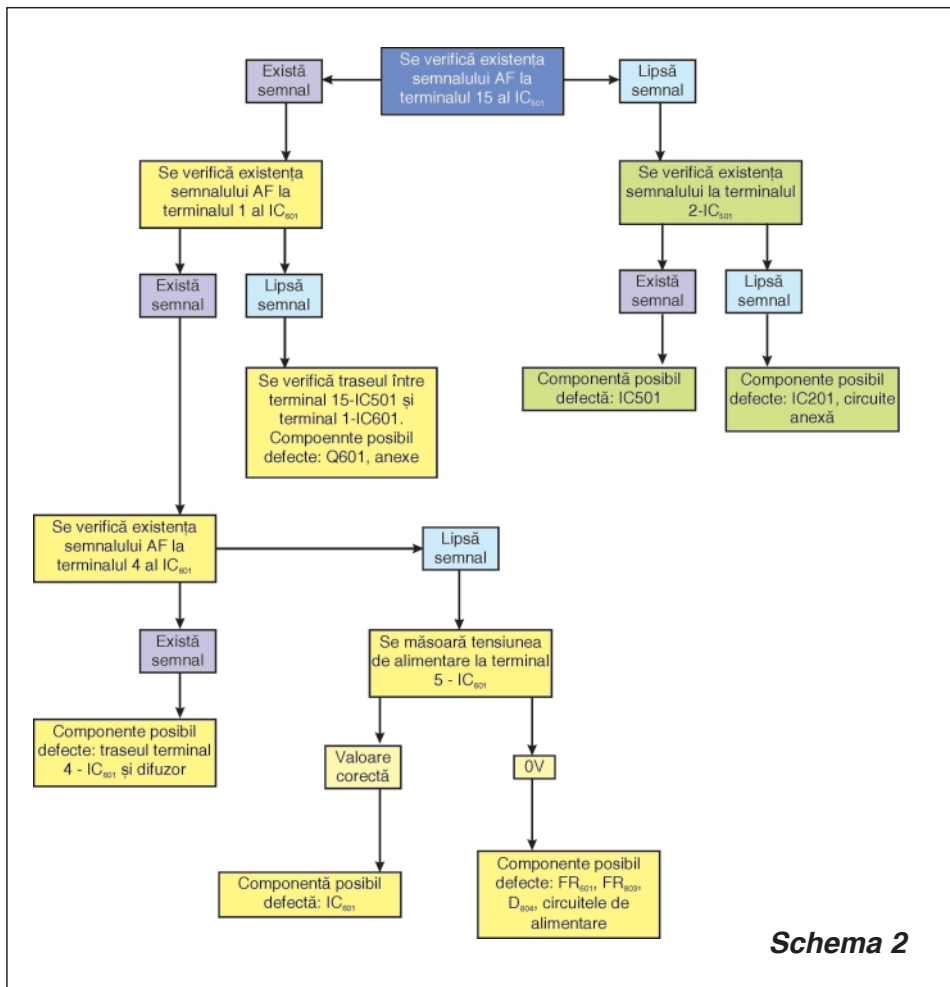 Se verifică existența
semnalului AF la
terminalul 15 al IC501
Există
semnal
Lipsă
semnal
Se verifică existența
semnalului AF la
terminalul 1 al IC601
Se verifică existența
semnalului la terminalul
2-IC501
Există
semnal
Lipsă
semnal
Există
semnal
Lipsă
semnal
Se verifică traseul între
terminal 15-IC501 și
terminal 1-IC601.
Compoennte posibil
defecte: Q601, anexe
Componentă posibil
defectă: IC501
Componente posibil
defecte: IC201, circuite
anexă
Se verifică existența
semnalului AF la
terminalul 4 al IC601
Lipsă
semnal
Există
semnal
Se măsoară tensiunea
de alimentare la terminal
5 - IC601
Componente posibil
defecte: traseul terminal
4 - IC601 și difuzor
Valoare
corectă
0V
Componentă posibil
defectă: IC601
Componente posibil
defecte: FR601, FR803,
D804, circuitele de
alimentare
Schema 2